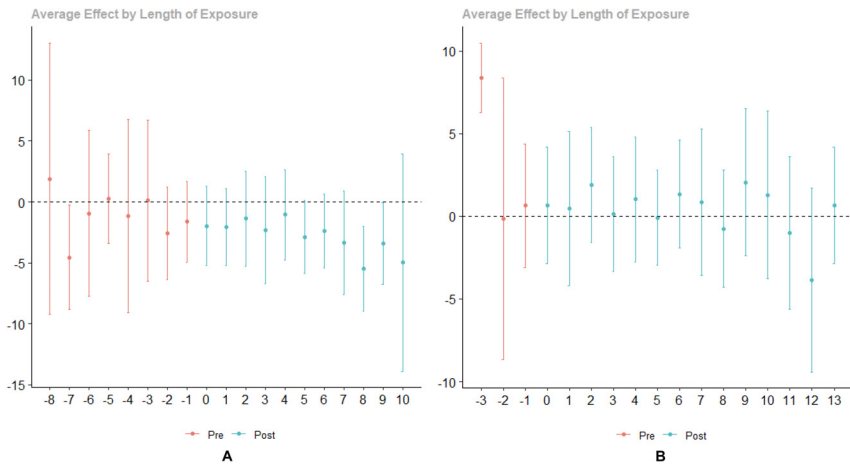 Average Effect by Length of Exposure
10
5
0
-5
-10
-15
-8 -7 -6 -5 -4 -3 -2 -1 0 1 2 3 4 5 6 7 8 9 10
Pre Post
A
Average Effect by Length of Exposure
10
5
0
-5
-10
-3 -2 -1 0 1 2 3 4 5 6 7 8 9 10 11 12 13
Pre Post
B